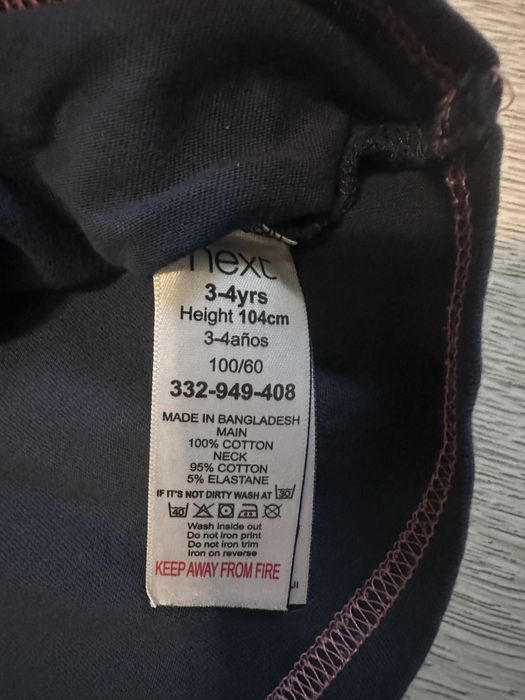 next
3-4yrs
Height 104cm
3-4años
100/60
332-949-408
MADE IN BANGLADESH
MAIN
100% COTTON
NECK
95% COTTON
5% ELASTANE
IF IT'S NOT DIRTY WASH AT 30
40
Wash inside out
Do not iron print
Do not iron trim
Iron on reverse
KEEP AWAY FROM FIRE